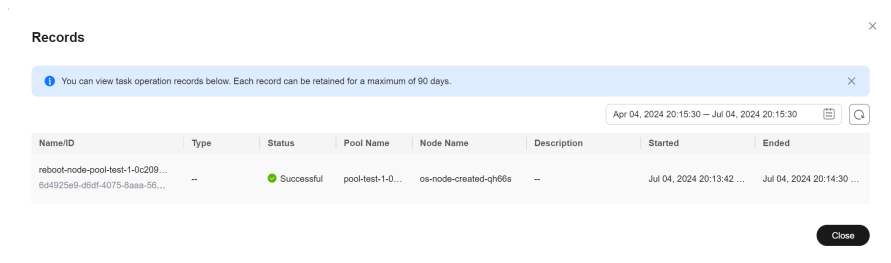 Records
You can view task operation records below. Each record can be retained for a maximum of 90 days.
Apr 04, 2024 20:15:30 — Jul 04, 2024 20:15:30
Name/ID Type Status Pool Name Node Name Description Started Ended
reboot-node-pool-test-1-0c209...
6d4925e9-d6df-4075-8aaa-56...
-- Successful pool-test-1-0... os-node-created-qh66s -- Jul 04, 2024 20:13:42 ... Jul 04, 2024 20:14:30 ...
Close